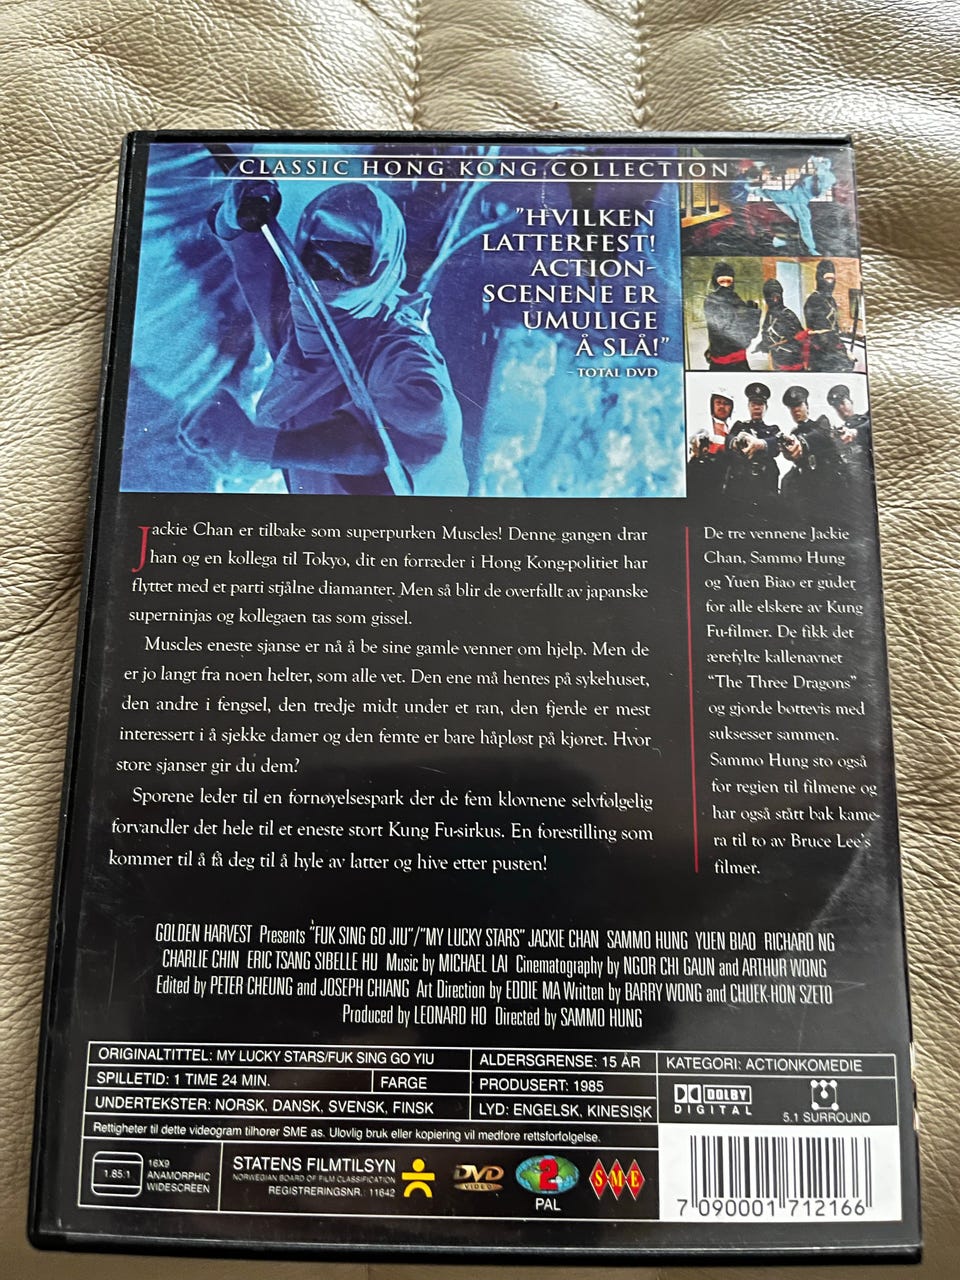 CLASSIC HONG KONG COLLECTION
"HVILKEN
LATTERFEST!
ACTION-
SCENENE ER
UMULIGE
Å SLÅ!"
- TOTAL DVD
Jackie Chan er tilbake som superpurken Muscles! Denne gangen drar
han og en kollega til Tokyo, dit en forræder i Hong Kong-politiet har
flyttet med et parti stjålne diamanter. Men så blir de overfallt av japanske
superninjas og kollegaen tas som gissel.
Muscles eneste sjanse er nå å be sine gamle venner om hjelp. Men de
er jo langt fra noen helter, som alle vet. Den ene må hentes på sykehuset,
den andre i fengsel, den tredje midt under et ran, den fjerde er mest
interessert i å sjekke damer og den femte er bare håpløst på kjøret. Hvor
store sjanser gir du dem?
Sporene leder til en fornøyelsespark der de fem klovnene selvfølgelig
forvandler det hele til et eneste stort Kung Fu-sirkus. En forestilling som
kommer til å få deg til å hyle av latter og hive etter pusten!
De tre vennene Jackie
Chan, Sammo Hung
og Yuen Biao er guder
for alle elskere av Kung
Fu-filmer. De fikk det
ærefylte kallenavnet
"The Three Dragons"
og gjorde bøttevis med
suksesser sammen.
Sammo Hung sto også
for regien til filmene og
har også stått bak kame-
ra til to av Bruce Lee's
filmer.
GOLDEN HARVEST Presents "FUK SING GO JIU"/"MY LUCKY STARS" JACKIE CHAN SAMMO HUNG YUEN BIAO RICHARD NG
CHARLIE CHIN ERIC TSANG SIBELLE HU Music by MICHAEL LAI Cinematography by NGOR CHI GAUN and ARTHUR WONG
Edited by PETER CHEUNG and JOSEPH CHIANG Art Direction by EDDIE MA Written by BARRY WONG and CHUEK-HON SZETO
Produced by LEONARD HO Directed by SAMMO HUNG
ORIGINALTITTEL: MY LUCKY STARS/FUK SING GO YIU
ALDERSGRENSE: 15 ÅR
KATEGORI: ACTIONKOMEDIE
SPILLETID: 1 TIME 24 MIN.
FARGE
PRODUSERT: 1985
UNDERTEKSTER: NORSK, DANSK, SVENSK, FINSK
LYD: ENGELSK, KINESISK
DOLBY
DIGITAL
5.1 SURROUND
Rettigheter til dette videogram tilhører SME as. Ulovlig bruk eller kopiering vil medføre rettsforfølgelse.
1.85:1
16X9
ANAMORPHIC
WIDESCREEN
STATENS FILMTILSYN
NORWEGIAN BOARD OF FILM CLASSIFICATION
REGISTRERINGSNR.: 11642
DVD
VIDEO
2
PAL
SME
7 090001 712166